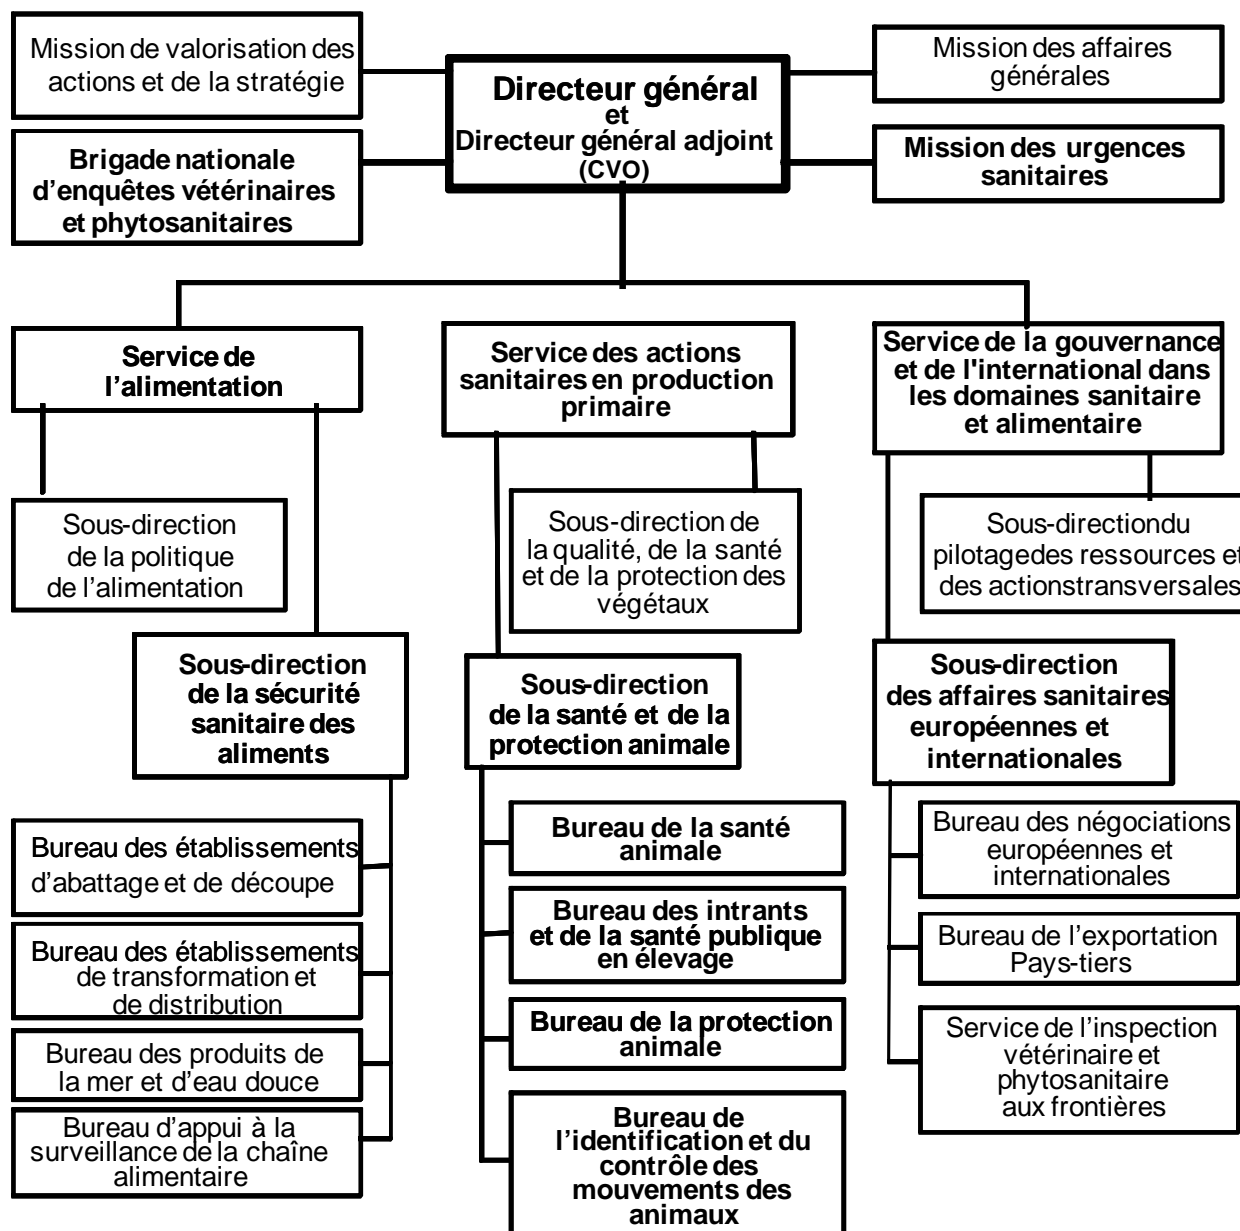 Mission de valorisation des
actions et de la stratégie
Directeur général
et
Directeur général adjoint
(CVO)
Mission des affaires
générales
Brigade nationale
d’enquêtes vétérinaires
et phytosanitaires
Mission des urgences
sanitaires
Service de
l’alimentation
Service des actions
sanitaires en production
primaire
Service de la gouvernance
et de l'international dans
les domaines sanitaire
et alimentaire
Sous-direction
de la politique
de l’alimentation
Sous-direction de
la qualité, de la santé
et de la protection des
végétaux
Sous-directiondu
pilotagedes ressources et
des actionstransversales
Sous-direction
de la sécurité
sanitaire des
aliments
Sous-direction
de la santé et de la
protection animale
Sous-direction
des affaires sanitaires
européennes et
internationales
Bureau des établissements
d’abattage et de découpe
Bureau des établissements
de transformation et
de distribution
Bureau des produits de
la mer et d’eau douce
Bureau d’appui à la
surveillance de la chaîne
alimentaire
Bureau de la santé
animale
Bureau des intrants
et de la santé publique
en élevage
Bureau de la protection
animale
Bureau de
l’identification et du
contrôle des
mouvements des
animaux
Bureau des négociations
européennes et
internationales
Bureau de l’exportation
Pays-tiers
Service de l’inspection
vétérinaire et
phytosanitaire
aux frontières